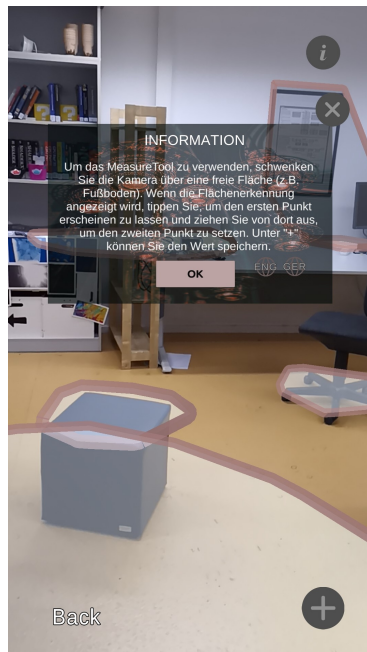 INFORMATION
Um das MeasureTool zu verwenden, schwenken
Sie die Kamera über eine freie Fläche (z.B.
Fußboden). Wenn die Flächenerkennung
angezeigt wird, tippen Sie, um den ersten Punkt
erscheinen zu lassen und ziehen Sie von dort aus,
um den zweiten Punkt zu setzen. Unter "+"
können Sie den Wert speichern.
OK
ENG GER
Back